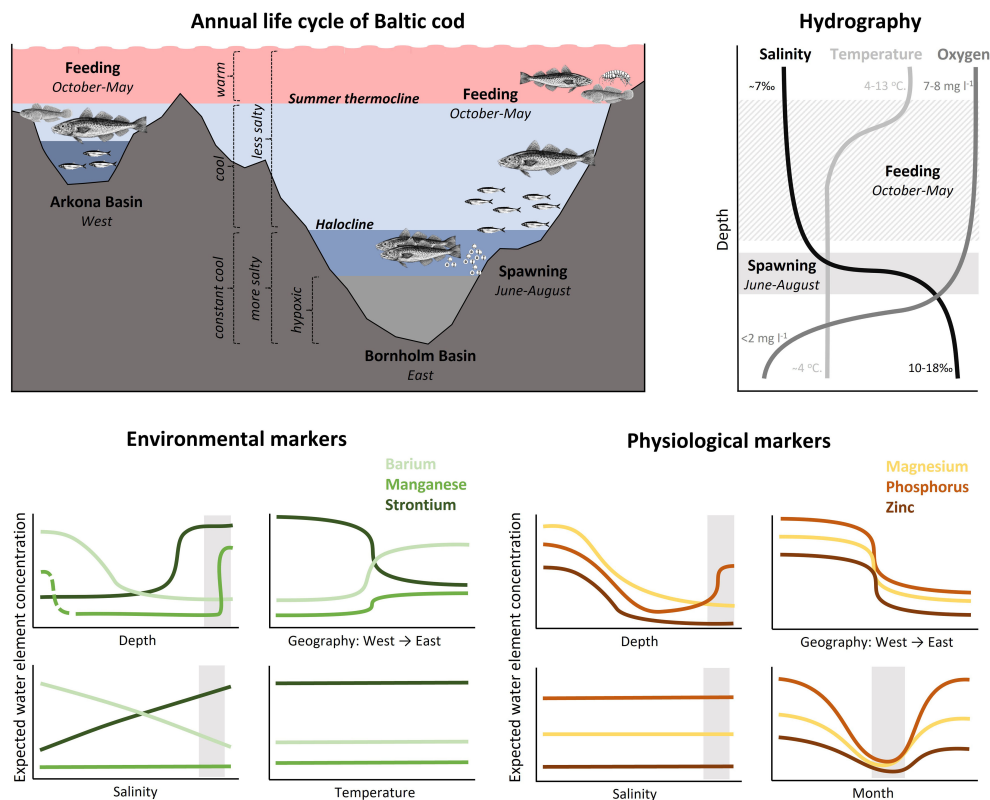 Annual life cycle of Baltic cod
Feeding
October-May
warm
Summer thermocline
Feeding
October-May
less salty
cool
Arkona Basin
West
Halocline
constant cool
more salty
hypoxic
Spawning
June-August
Bornholm Basin
East
Hydrography
Salinity
Temperature
Oxygen
~7‰
4-13 °C.
7-8 mg l-1
Feeding
October-May
Depth
Spawning
June-August
<2 mg l-1
~4 °C.
10-18‰
Environmental markers
Barium
Manganese
Strontium
Expected water element concentration
Depth
Geography: West → East
Salinity
Temperature
Physiological markers
Magnesium
Phosphorus
Zinc
Expected water element concentration
Depth
Geography: West → East
Salinity
Month